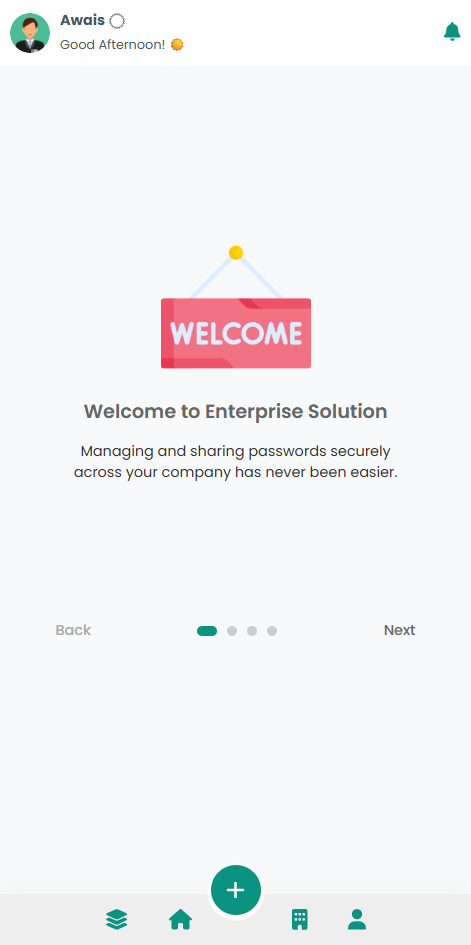 Awais
Good Afternoon!
WELCOME
Welcome to Enterprise Solution
Managing and sharing passwords securely
across your company has never been easier.
Back
Next